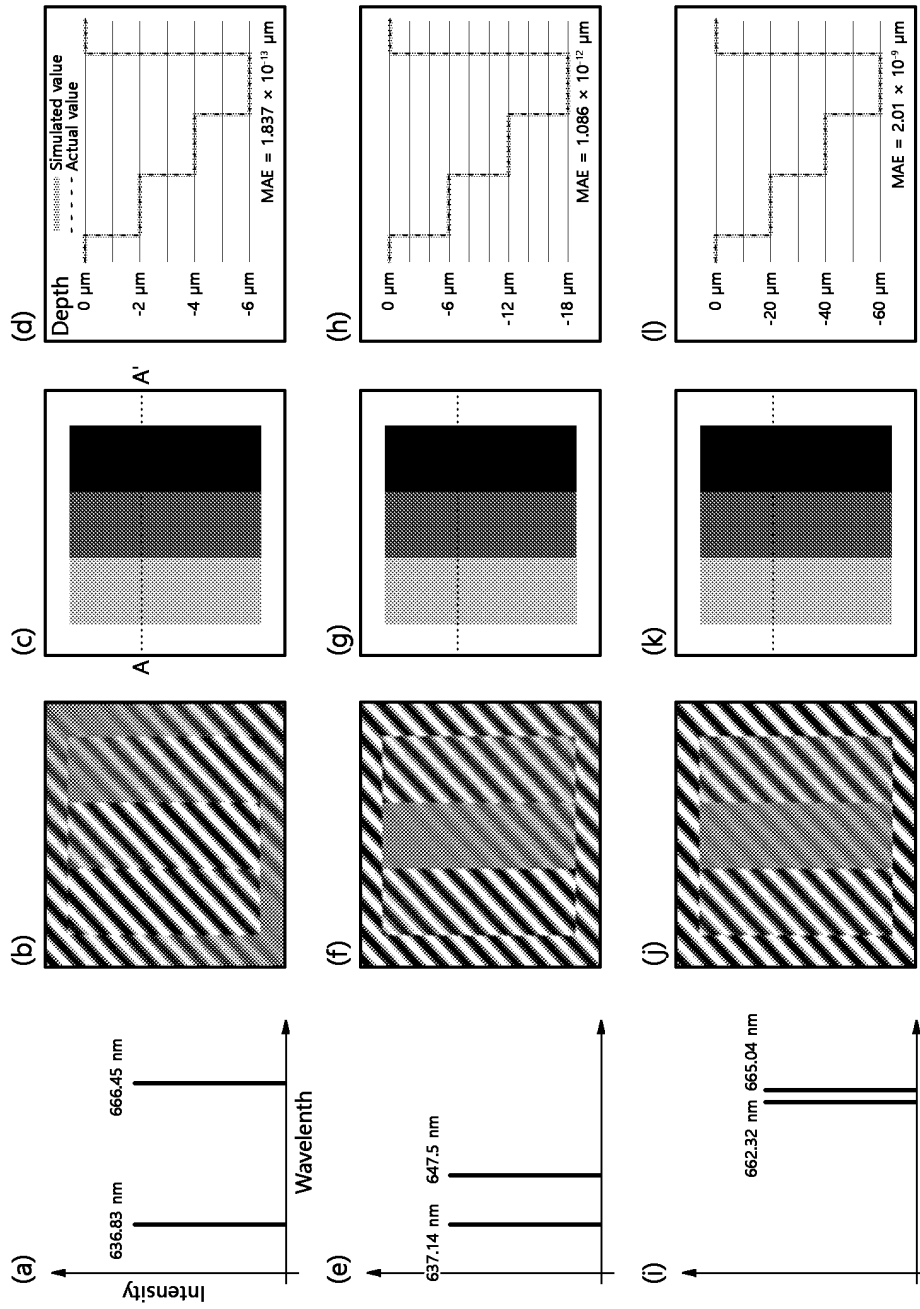 (a)
Intensity
636.83 nm
666.45 nm
Wavelenth
(b)
(c)
A
A'
(d)
Depth
Simulated value
Actual value
0 μm
-2 μm
-4 μm
-6 μm
MAE = 1.837 × 10⁻¹³ μm
(e)
637.14 nm
647.5 nm
(f)
(g)
(h)
0 μm
-6 μm
-12 μm
-18 μm
MAE = 1.086 × 10⁻¹² μm
(i)
662.32 nm
665.04 nm
(j)
(k)
(l)
0 μm
-20 μm
-40 μm
-60 μm
MAE = 2.01 × 10⁻⁹ μm